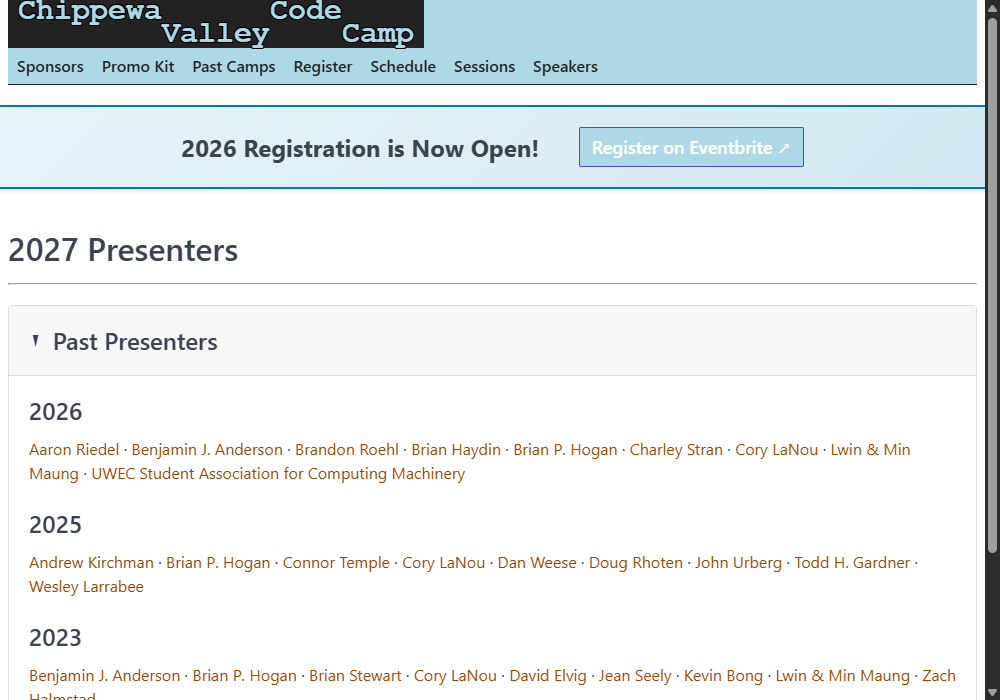 Chippewa Code
Valley Camp
Sponsors Promo Kit Past Camps Register Schedule Sessions Speakers
2026 Registration is Now Open! Register on Eventbrite ↗
2027 Presenters
▼ Past Presenters
2026
Aaron Riedel · Benjamin J. Anderson · Brandon Roehl · Brian Haydin · Brian P. Hogan · Charley Stran · Cory LaNou · Lwin & Min
Maung · UWEC Student Association for Computing Machinery
2025
Andrew Kirchman · Brian P. Hogan · Connor Temple · Cory LaNou · Dan Weese · Doug Rhoten · John Urberg · Todd H. Gardner ·
Wesley Larrabee
2023
Benjamin J. Anderson · Brian P. Hogan · Brian Stewart · Cory LaNou · David Elvig · Jean Seely · Kevin Bong · Lwin & Min Maung · Zach
Halmstad